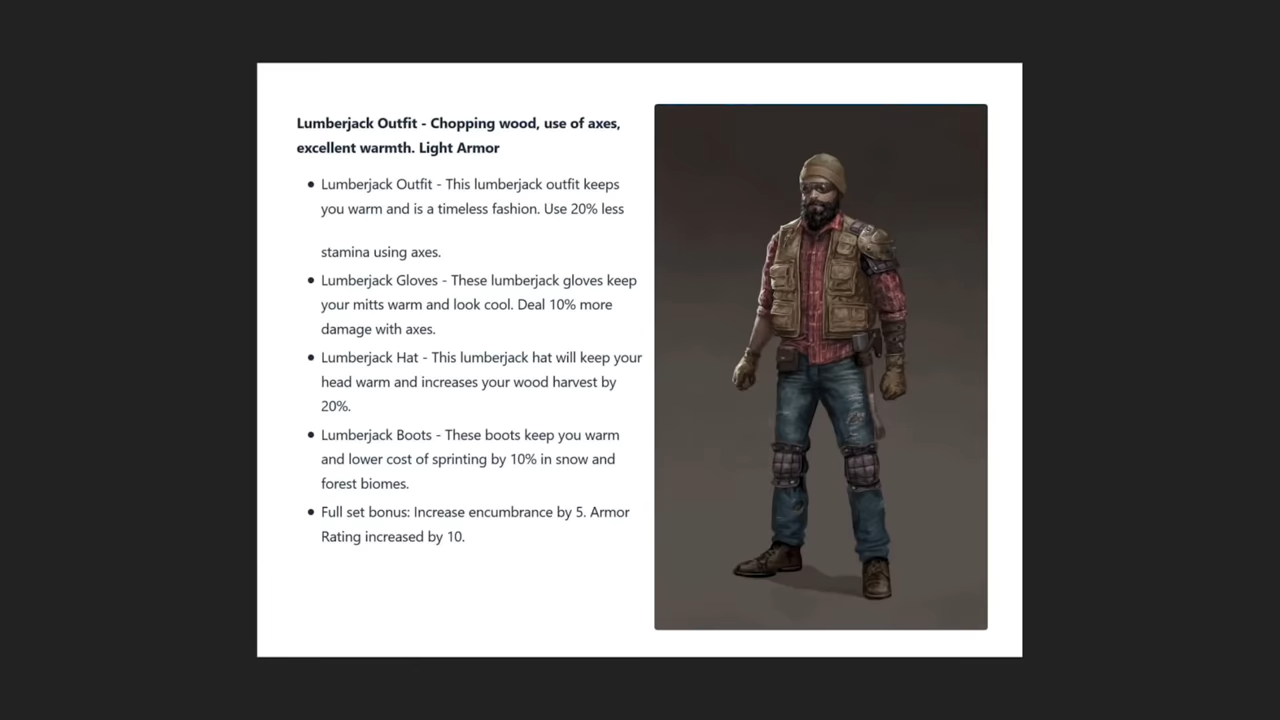 Lumberjack Outfit - Chopping wood, use of axes,
excellent warmth. Light Armor
Lumberjack Outfit - This lumberjack outfit keeps
you warm and is a timeless fashion. Use 20% less
stamina using axes.
Lumberjack Gloves - These lumberjack gloves keep
your mitts warm and look cool. Deal 10% more
damage with axes.
Lumberjack Hat - This lumberjack hat will keep your
head warm and increases your wood harvest by
20%.
Lumberjack Boots - These boots keep you warm
and lower cost of sprinting by 10% in snow and
forest biomes.
Full set bonus: Increase encumbrance by 5. Armor
Rating increased by 10.